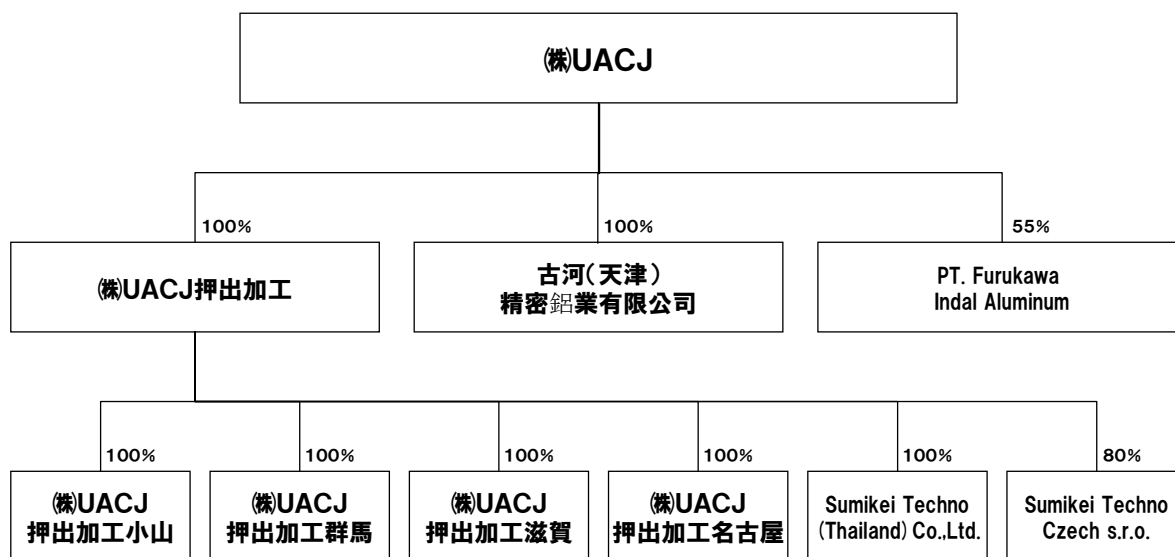 ㈱UACJ
100%
100%
55%
㈱UACJ押出加工
古河(天津)
精密鋁業有限公司
PT. Furukawa
Indal Aluminum
100%
100%
100%
100%
100%
80%
㈱UACJ
押出加工小山
㈱UACJ
押出加工群馬
㈱UACJ
押出加工滋賀
㈱UACJ
押出加工名古屋
Sumikei Techno
(Thailand) Co.,Ltd.
Sumikei Techno
Czech s.r.o.